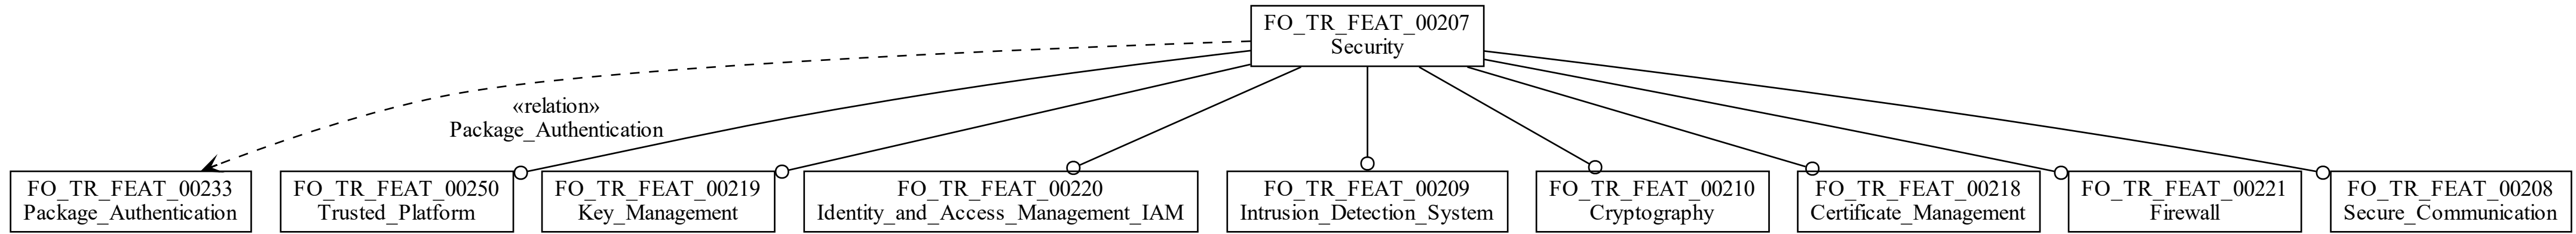 FO_TR_FEAT_00207
Security
«relation»
Package_Authentication
FO_TR_FEAT_00233
Package_Authentication
FO_TR_FEAT_00250
Trusted_Platform
FO_TR_FEAT_00219
Key_Management
FO_TR_FEAT_00220
Identity_and_Access_Management_IAM
FO_TR_FEAT_00209
Intrusion_Detection_System
FO_TR_FEAT_00210
Cryptography
FO_TR_FEAT_00218
Certificate_Management
FO_TR_FEAT_00221
Firewall
FO_TR_FEAT_00208
Secure_Communication